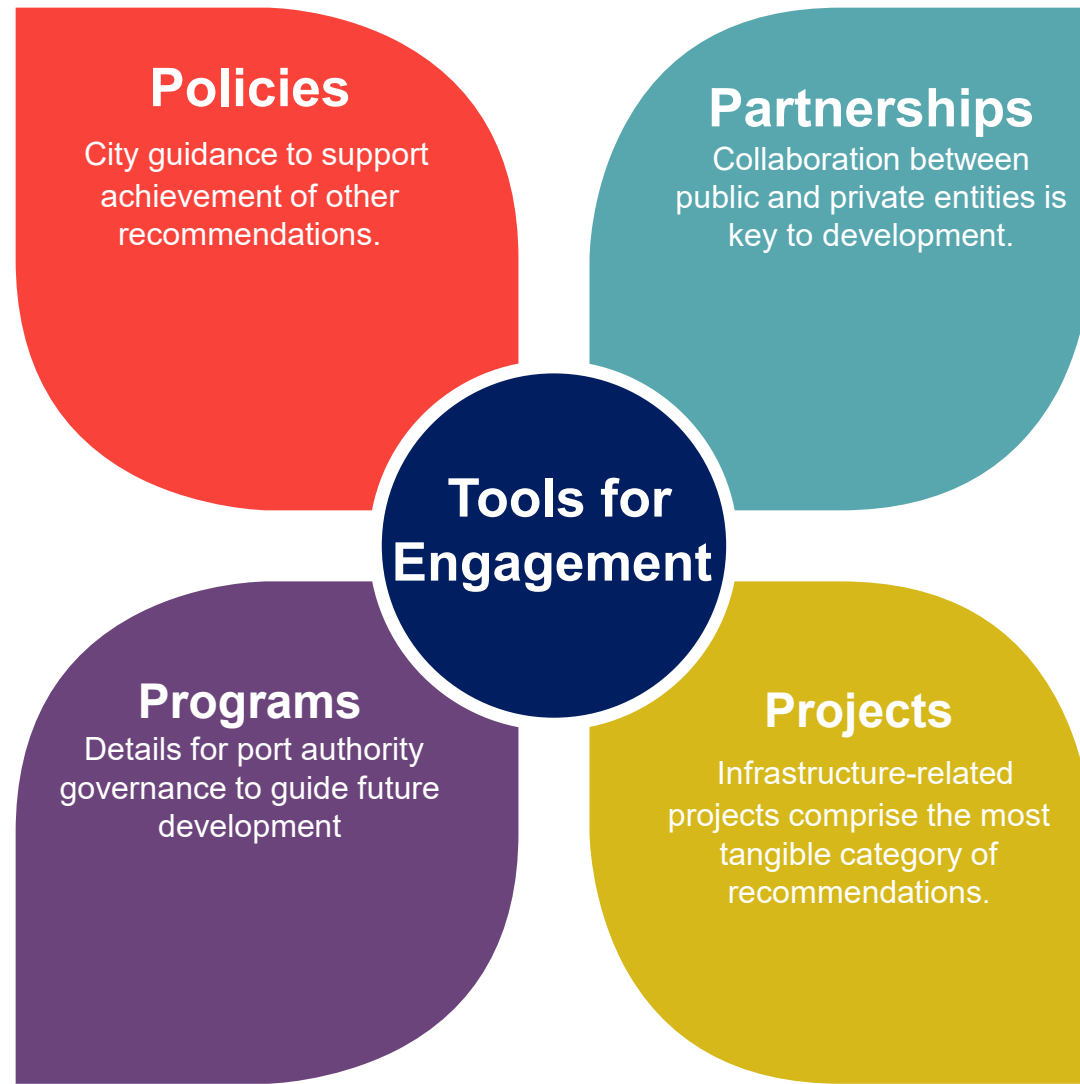 Policies
City guidance to support
achievement of other
recommendations.
Partnerships
Collaboration between
public and private entities is
key to development.
Tools for
Engagement
Programs
Details for port authority
governance to guide future
development
Projects
Infrastructure-related
projects comprise the most
tangible category of
recommendations.